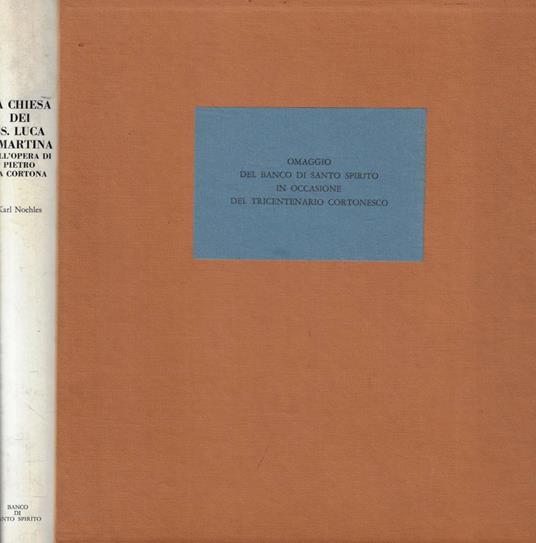 A CHIESA
DEI
S. LUCA
MARTINA
LL'OPERA DI
PIETRO
A CORTONA
Karl Noehles
BANCO
DI
NTO SPIRITO
OMAGGIO
DEL BANCO DI SANTO SPIRITO
IN OCCASIONE
DEL TRICENTENARIO CORTONESCO